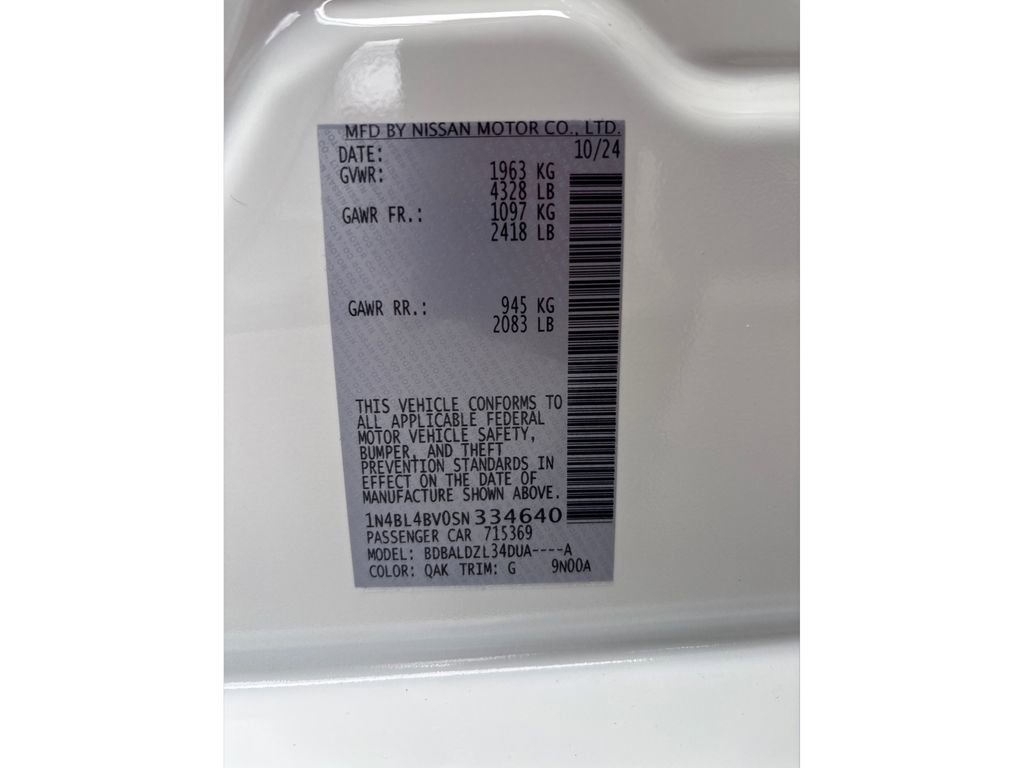 MFD BY NISSAN MOTOR CO., LTD.
DATE: 10/24
GVWR: 1963 KG
4328 LB
GAWR FR.: 1097 KG
2418 LB
GAWR RR.: 945 KG
2083 LB
THIS VEHICLE CONFORMS TO
ALL APPLICABLE FEDERAL
MOTOR VEHICLE SAFETY,
BUMPER, AND THEFT
PREVENTION STANDARDS IN
EFFECT ON THE DATE OF
MANUFACTURE SHOWN ABOVE.
1N4BL4BV0SN334640
PASSENGER CAR 715369
MODEL: BDBALDZL34DUA----A
COLOR: QAK TRIM: G 9N00A